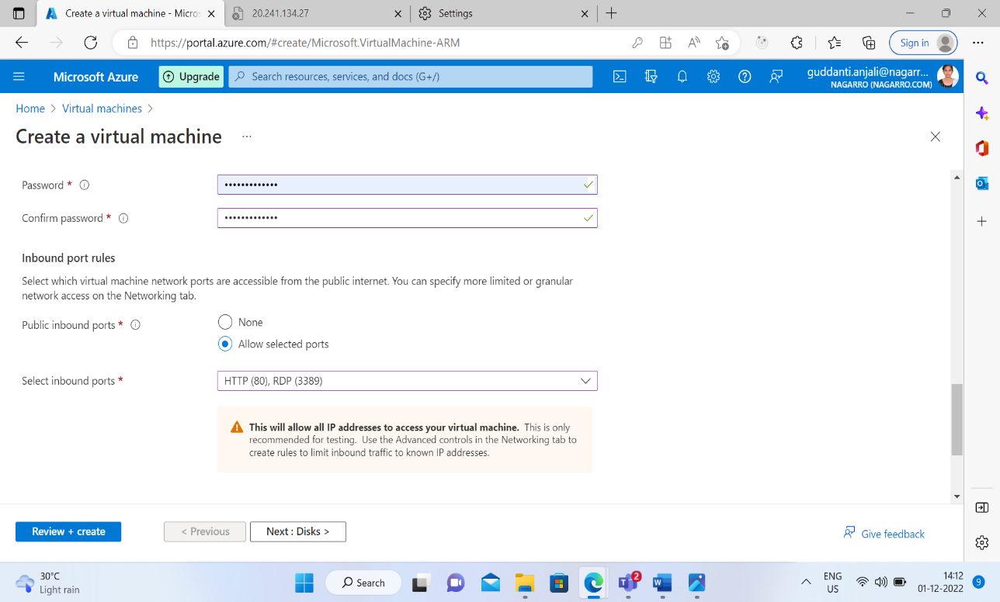 Create a virtual machine - Micros
20.241.134.27
Settings
https://portal.azure.com/#create/Microsoft.VirtualMachine-ARM
Sign in
Microsoft Azure
Upgrade
Search resources, services, and docs (G+/)
guddanti.anjali@nagarr...
NAGARRO (NAGARRO.COM)
Home > Virtual machines >
Create a virtual machine ...
Password *
•••••••••••••
Confirm password *
•••••••••••••
Inbound port rules
Select which virtual machine network ports are accessible from the public internet. You can specify more limited or granular
network access on the Networking tab.
Public inbound ports *
None
Allow selected ports
Select inbound ports *
HTTP (80), RDP (3389)
This will allow all IP addresses to access your virtual machine. This is only
recommended for testing. Use the Advanced controls in the Networking tab to
create rules to limit inbound traffic to known IP addresses.
Review + create
< Previous
Next : Disks >
Give feedback
30°C
Light rain
Search
2
ENG
US
14:12
01-12-2022
9